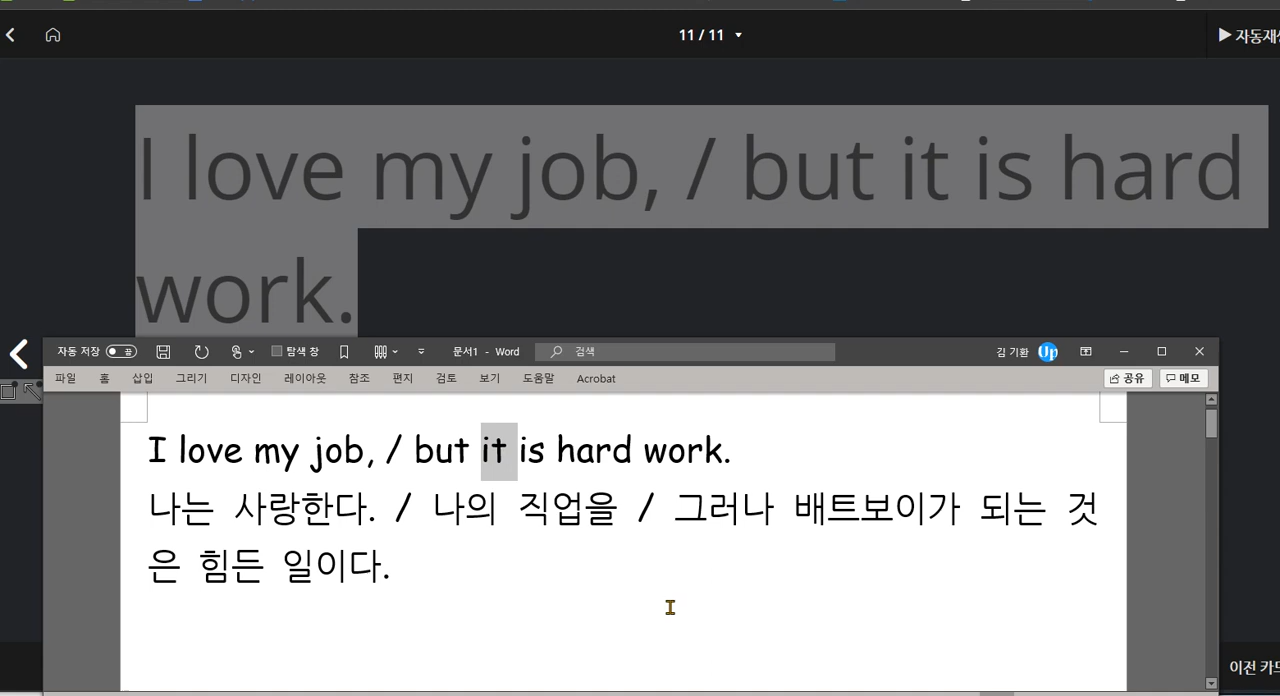 11 / 11
▶ 자동재생
I love my job, / but it is hard
work.
자동 저장 끔 탐색 창 문서1 - Word 검색 김 기환 Up
파일 홈 삽입 그리기 디자인 레이아웃 참조 편지 검토 보기 도움말 Acrobat 공유 메모
I love my job, / but it is hard work.
나는 사랑한다. / 나의 직업을 / 그러나 배트보이가 되는 것
은 힘든 일이다.
이전 카드